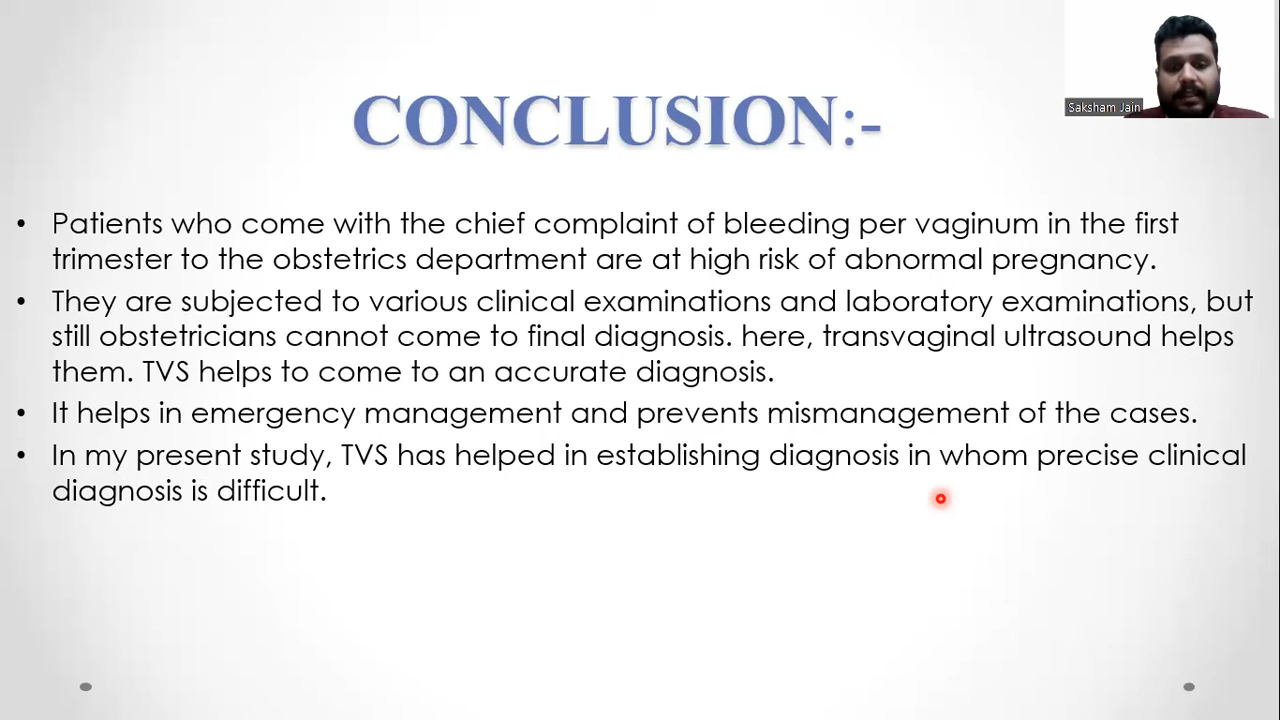 Saksham Jain
CONCLUSION:-
• Patients who come with the chief complaint of bleeding per vaginum in the first
trimester to the obstetrics department are at high risk of abnormal pregnancy.
• They are subjected to various clinical examinations and laboratory examinations, but
still obstetricians cannot come to final diagnosis. here, transvaginal ultrasound helps
them. TVS helps to come to an accurate diagnosis.
• It helps in emergency management and prevents mismanagement of the cases.
• In my present study, TVS has helped in establishing diagnosis in whom precise clinical
diagnosis is difficult.